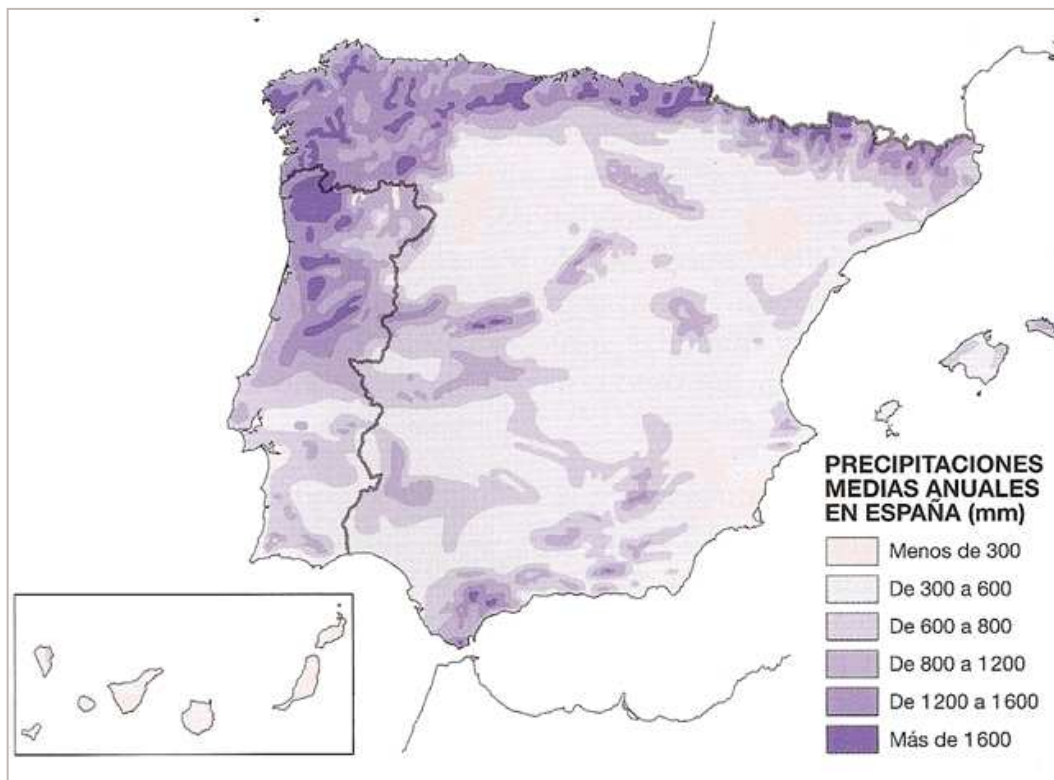 PRECIPITACIONES
MEDIAS ANUALES
EN ESPAÑA (mm)
Menos de 300
De 300 a 600
De 600 a 800
De 800 a 1200
De 1200 a 1600
Más de 1600